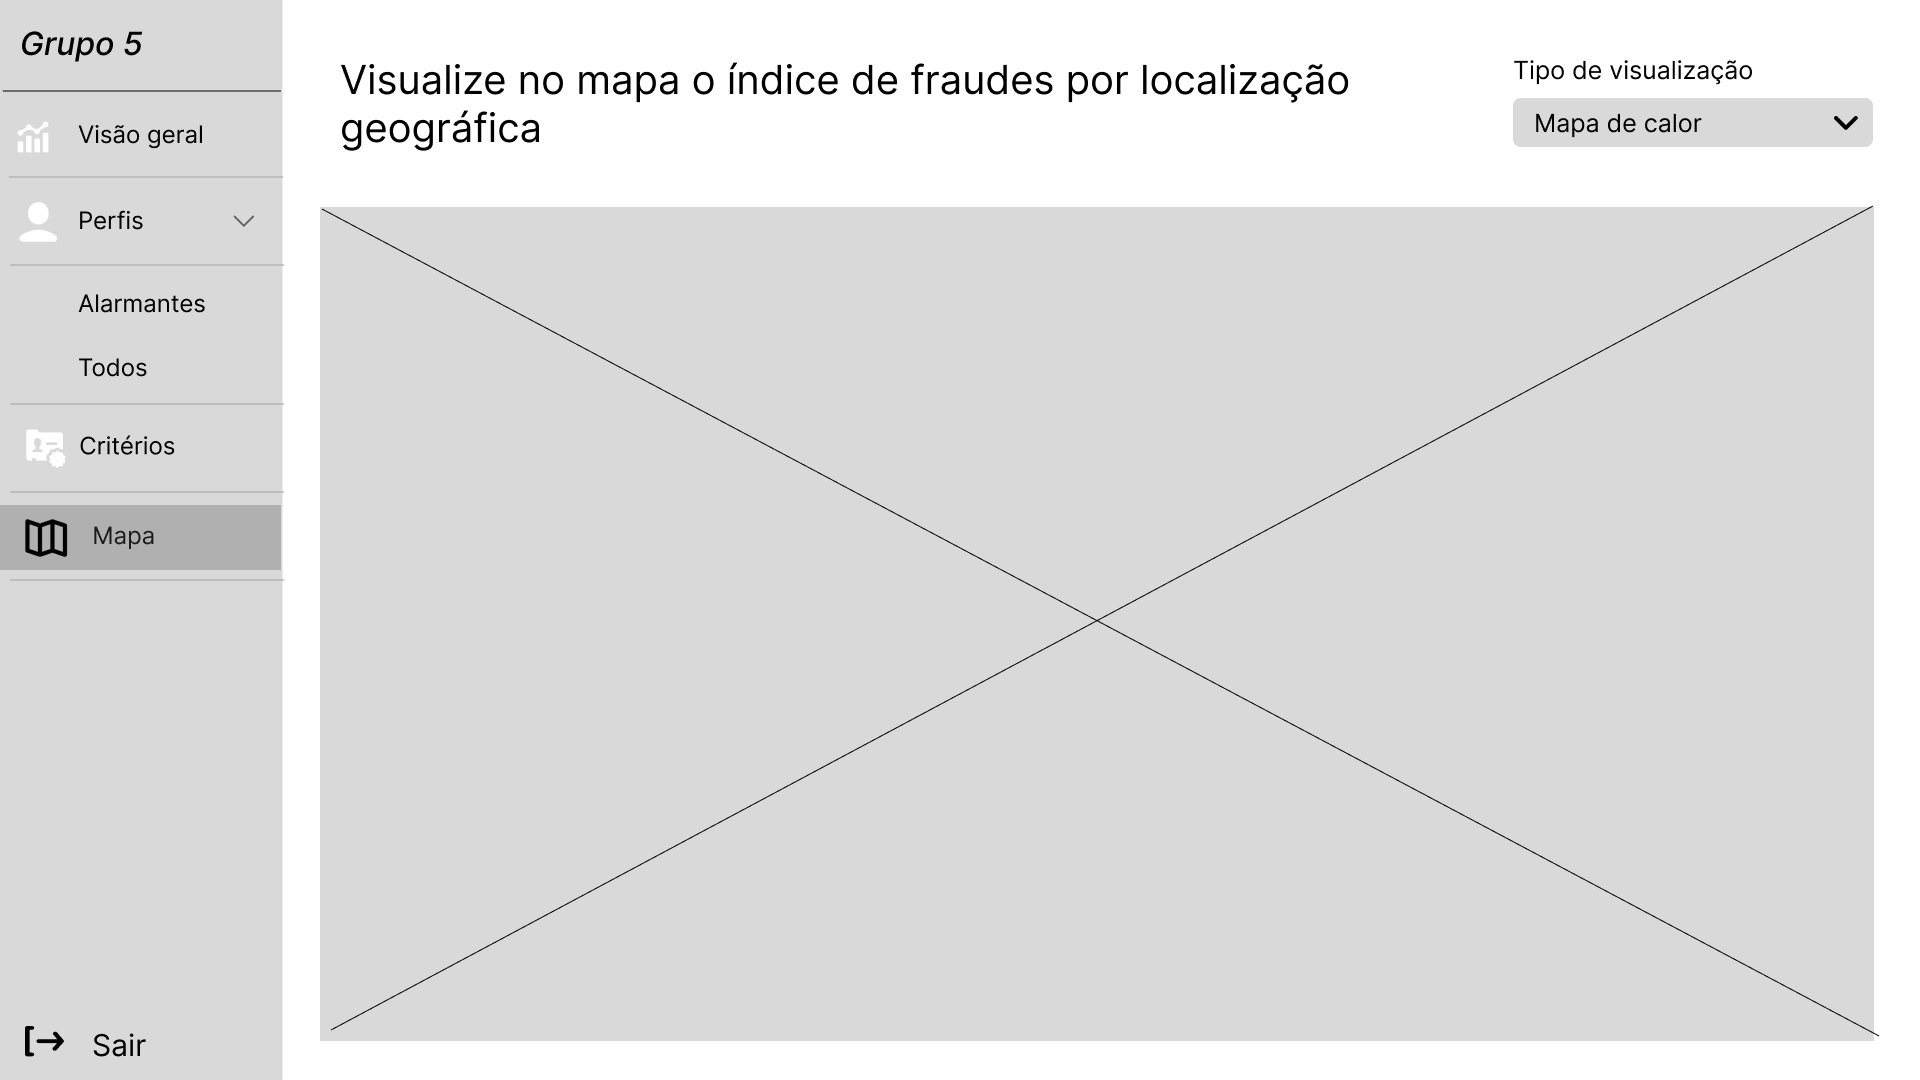 Grupo 5
Visão geral
Perfis
Alarmantes
Todos
Critérios
Mapa
Sair
Visualize no mapa o índice de fraudes por localização
geográfica
Tipo de visualização
Mapa de calor